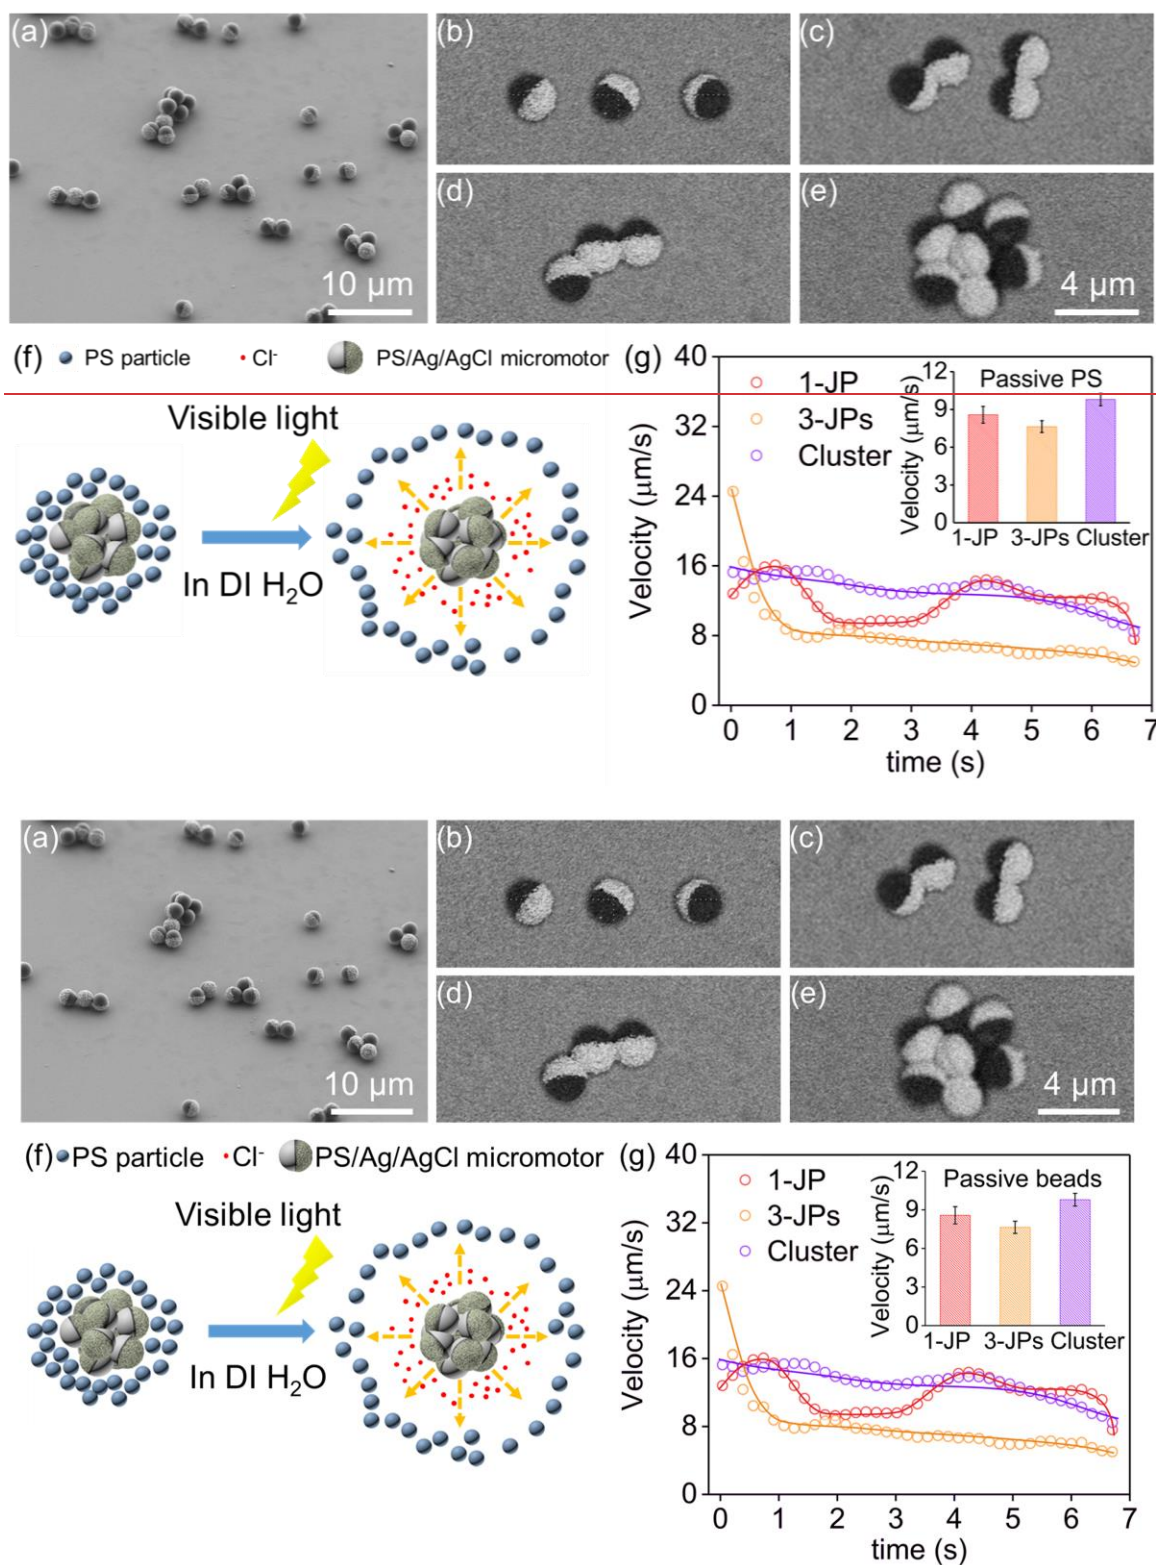 (a)
10 µm
(b)
(c)
(d)
(e)
4 µm
(f)
PS particle
Cl⁻
PS/Ag/AgCl micromotor
Visible light
In DI H₂O
(g)
40
32
24
16
8
0
Velocity (µm/s)
1-JP
3-JPs
Cluster
Passive PS
12
9
6
3
0
Velocity (µm/s)
1-JP 3-JPs Cluster
0 1 2 3 4 5 6 7
time (s)
(a)
10 µm
(b)
(c)
(d)
(e)
4 µm
(f)
PS particle
Cl⁻
PS/Ag/AgCl micromotor
Visible light
In DI H₂O
(g)
40
32
24
16
8
0
Velocity (µm/s)
1-JP
3-JPs
Cluster
Passive beads
12
9
6
3
0
Velocity (µm/s)
1-JP 3-JPs Cluster
0 1 2 3 4 5 6 7
time (s)